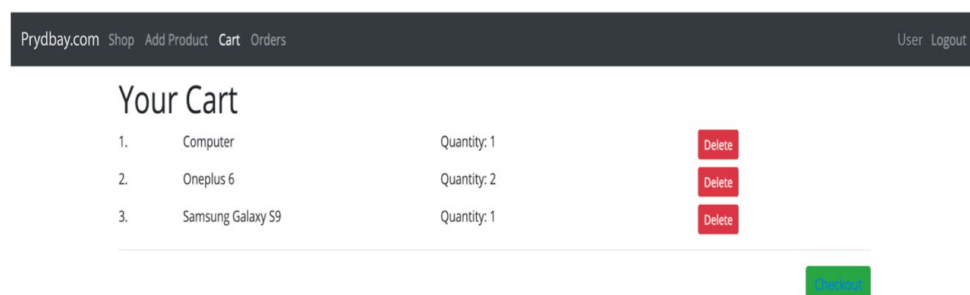 Prydbay.com Shop Add Product Cart Orders User Logout
Your Cart
1. Computer Quantity: 1 Delete
2. Oneplus 6 Quantity: 2 Delete
3. Samsung Galaxy S9 Quantity: 1 Delete
Checkout